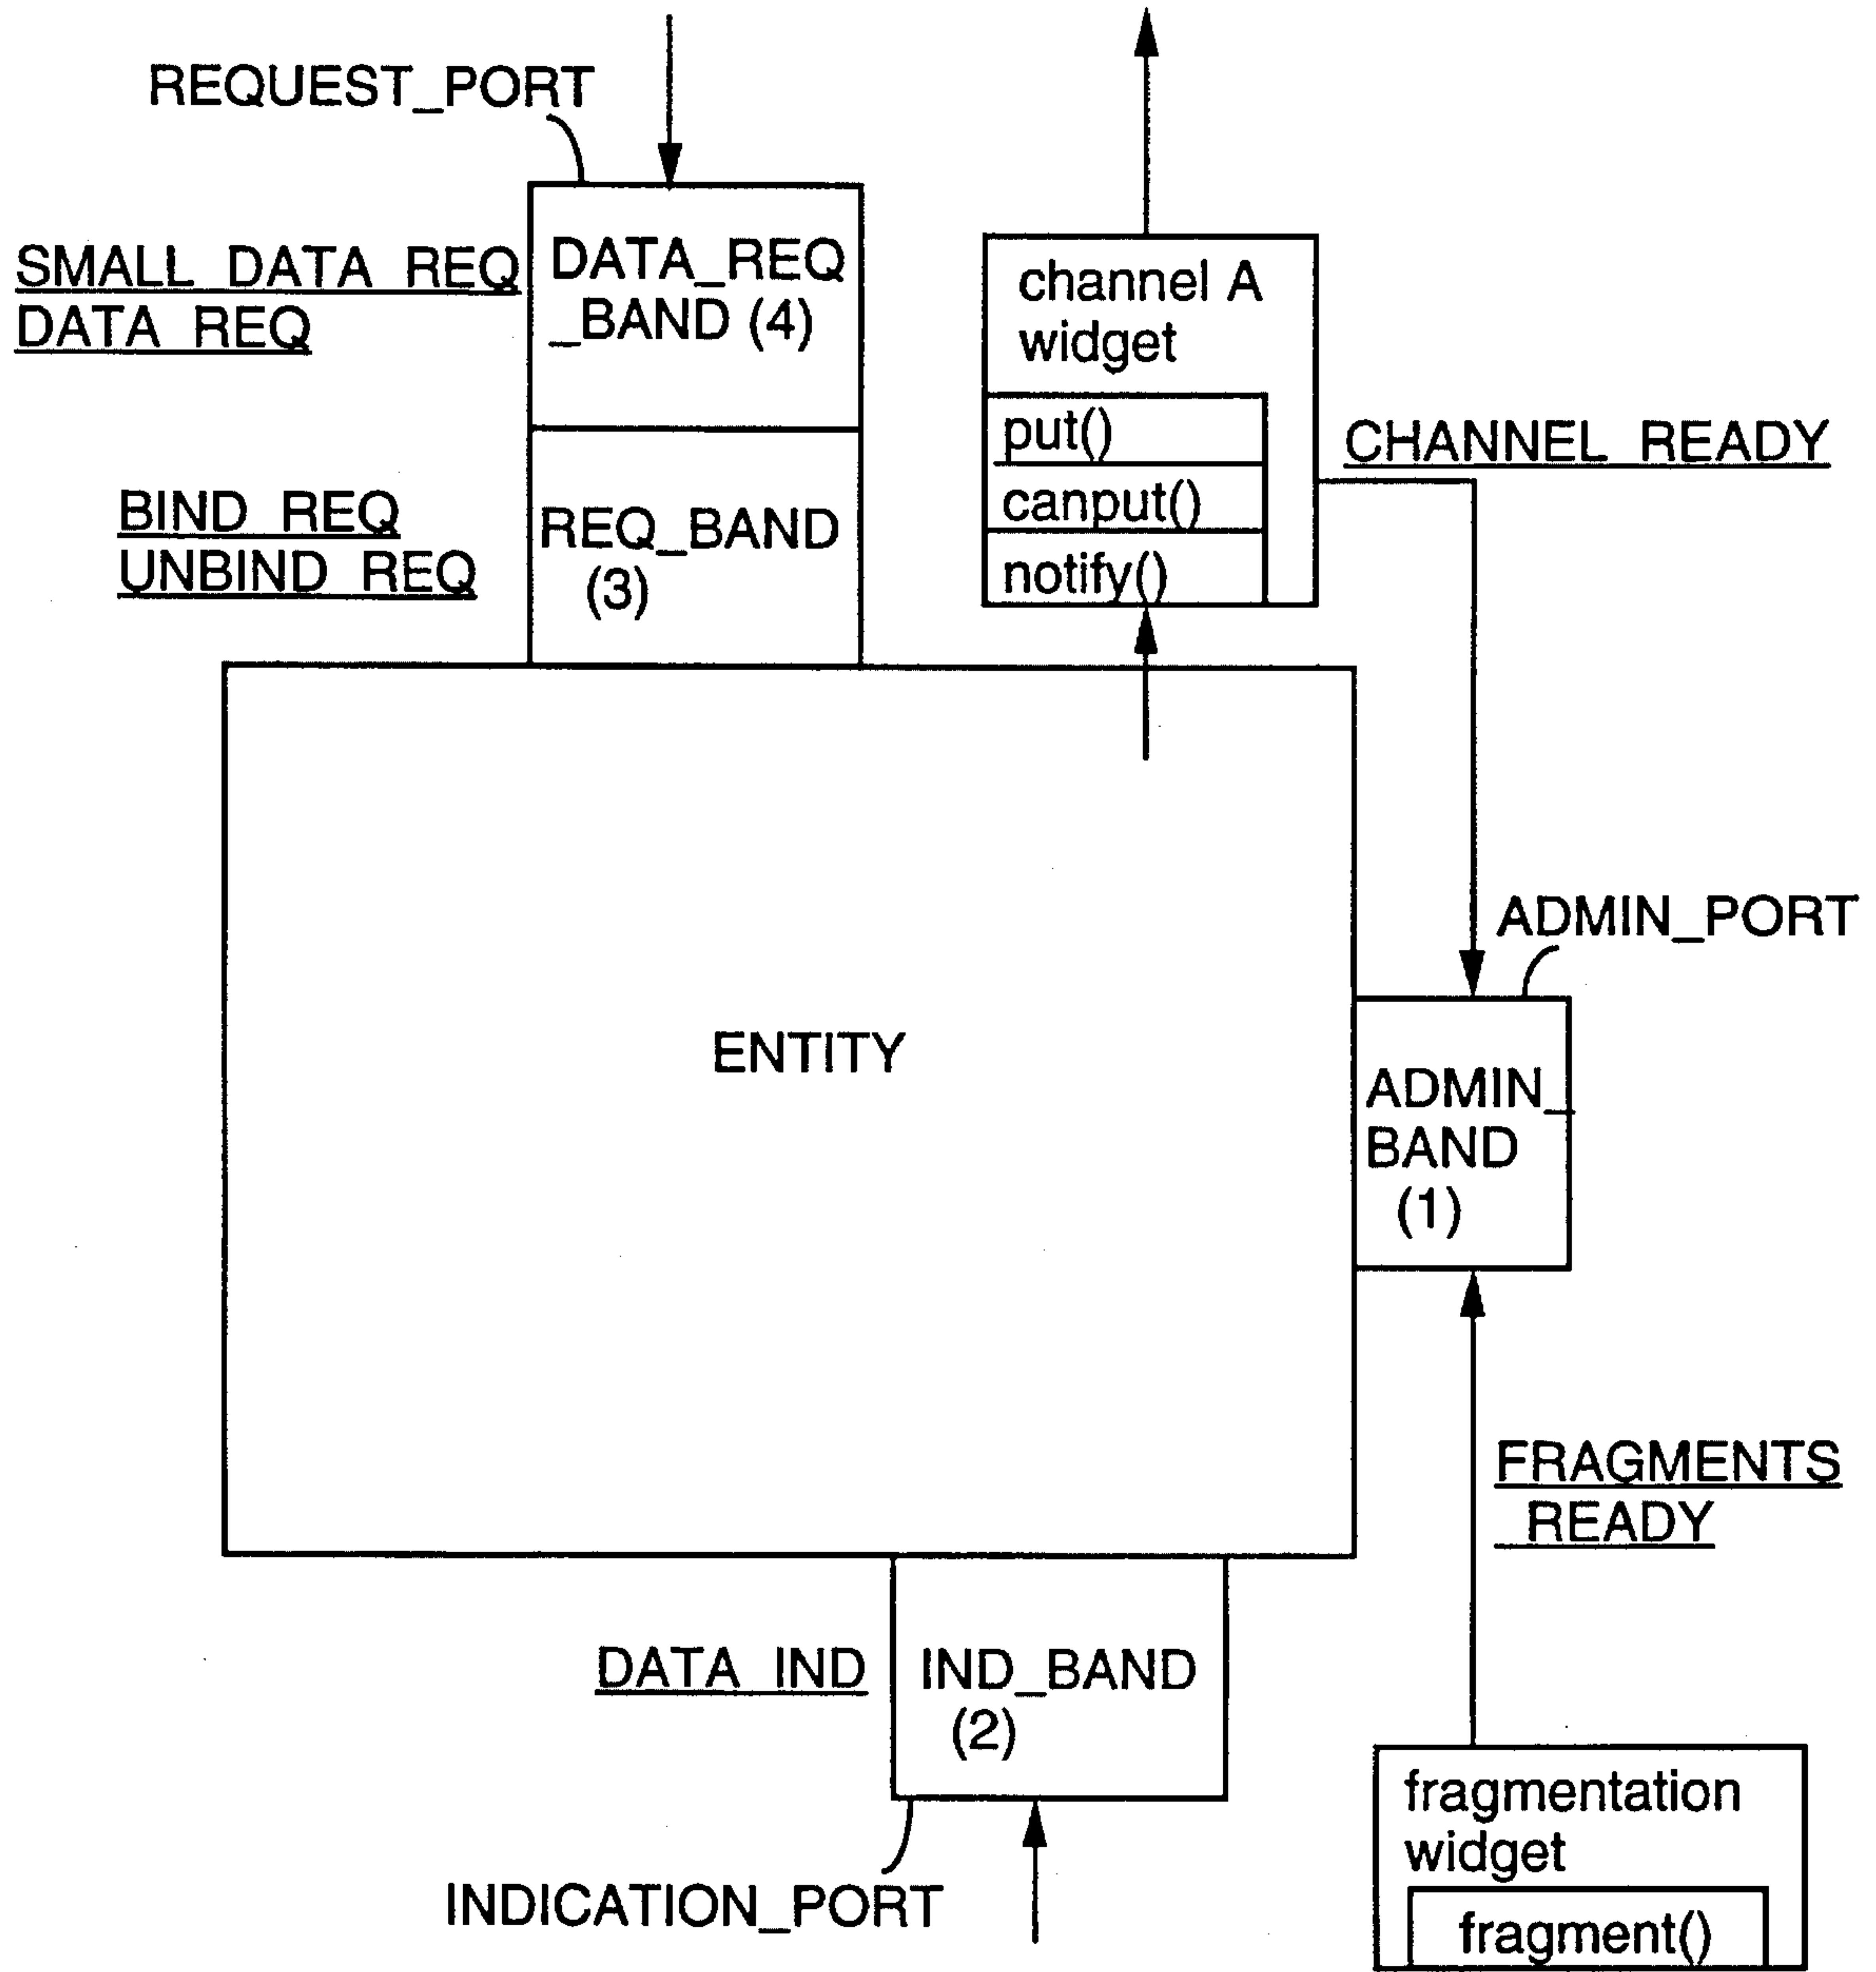 REQUEST_PORT
SMALL_DATA_REQ
DATA_REQ
DATA_REQ
_BAND (4)
channel A
widget
put()
canput()
notify()
CHANNEL_READY
BIND_REQ
UNBIND_REQ
REQ_BAND
(3)
ADMIN_PORT
ENTITY
ADMIN_
BAND
(1)
FRAGMENTS
_READY
DATA_IND
IND_BAND
(2)
INDICATION_PORT
fragmentation
widget
fragment()